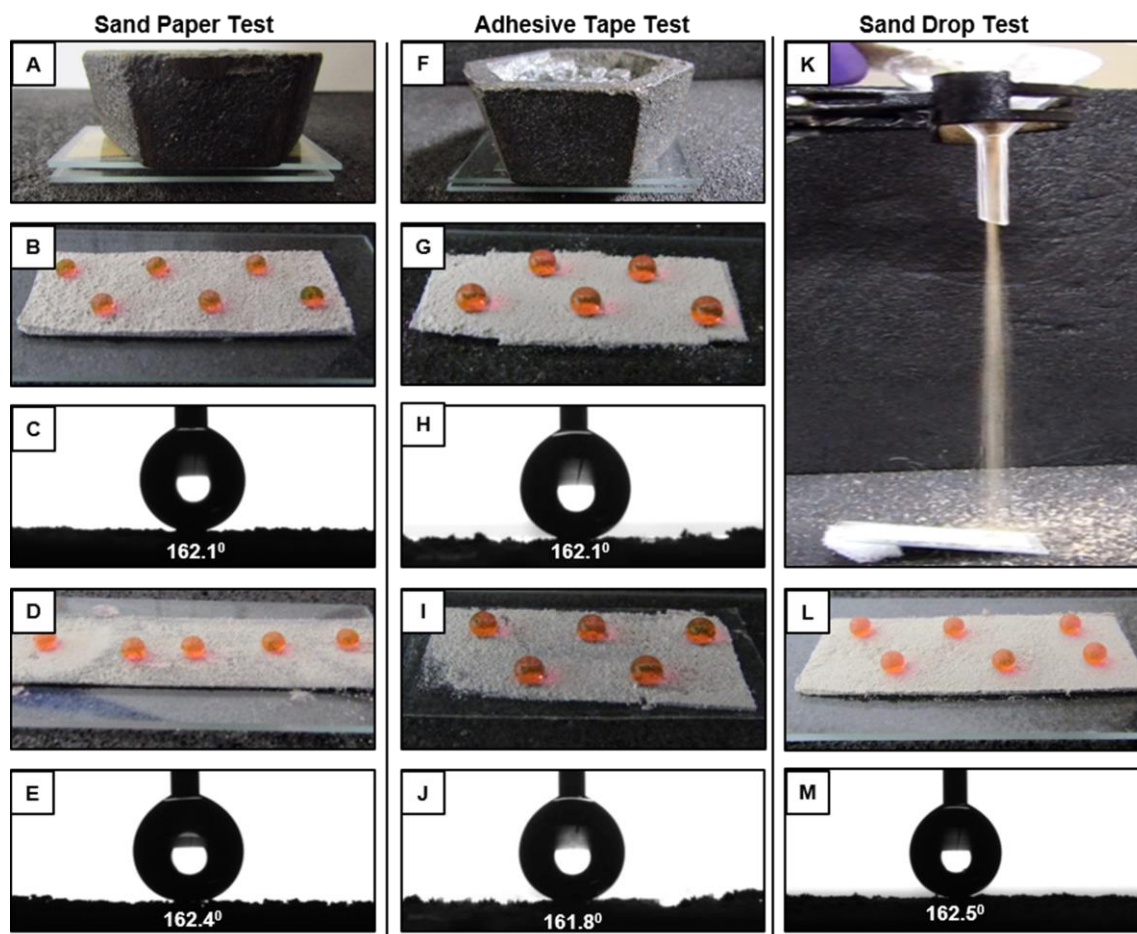 Sand Paper Test
Adhesive Tape Test
Sand Drop Test
A
F
K
B
G
C
H
162.1⁰
162.1⁰
D
I
L
E
J
M
162.4⁰
161.8⁰
162.5⁰